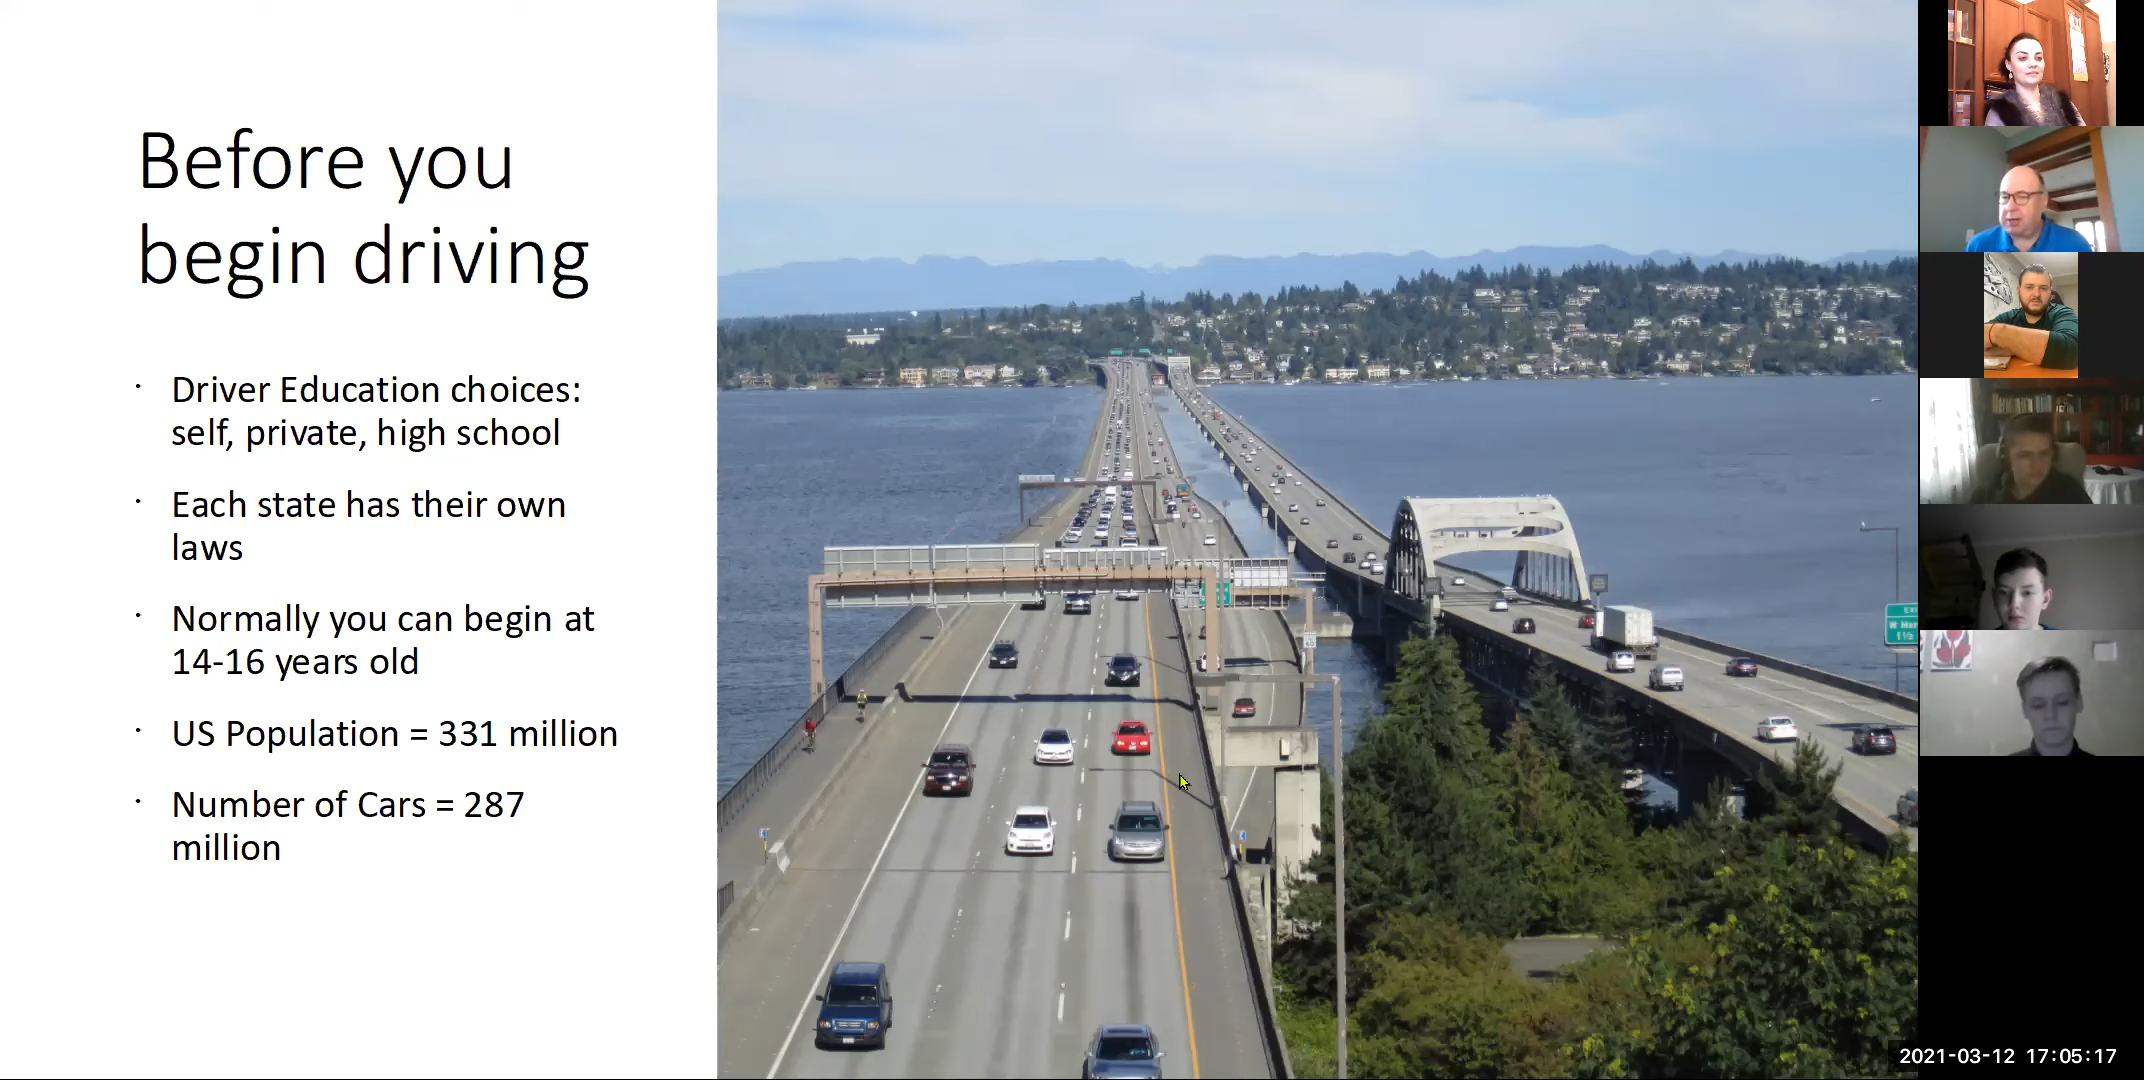 Before you
begin driving
· Driver Education choices:
self, private, high school
· Each state has their own
laws
· Normally you can begin at
14-16 years old
· US Population = 331 million
· Number of Cars = 287
million
2021-03-12 17:05:17